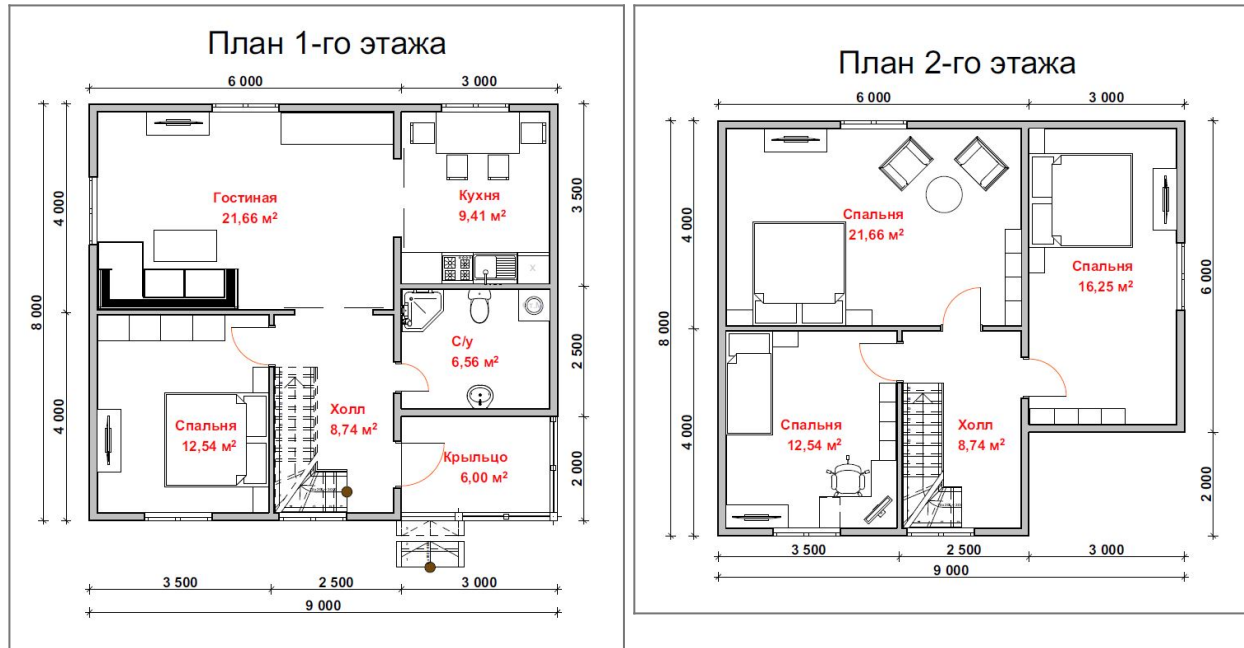 План 1-го этажа
6 000
3 000
Гостиная
21,66 м²
Кухня
9,41 м²
4 000
3 500
8 000
С/у
6,56 м²
2 500
Спальня
12,54 м²
Холл
8,74 м²
4 000
Крыльцо
6,00 м²
2 000
3 500
2 500
3 000
9 000
План 2-го этажа
6 000
3 000
Спальня
21,66 м²
Спальня
16,25 м²
4 000
6 000
8 000
Спальня
12,54 м²
Холл
8,74 м²
4 000
2 000
3 500
2 500
3 000
9 000